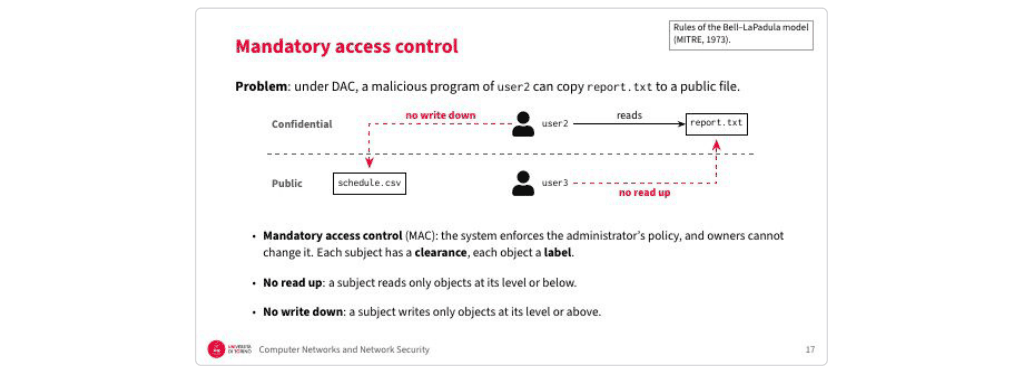 Rules of the Bell–LaPadula model
(MITRE, 1973).
Mandatory access control
Problem: under DAC, a malicious program of user2 can copy report.txt to a public file.
no write down
reads
Confidential
user2
report.txt
Public
schedule.csv
user3
no read up
• Mandatory access control (MAC): the system enforces the administrator's policy, and owners cannot
change it. Each subject has a clearance, each object a label.
• No read up: a subject reads only objects at its level or below.
• No write down: a subject writes only objects at its level or above.
UNIVERSITÀ
DI TORINO
Computer Networks and Network Security
17